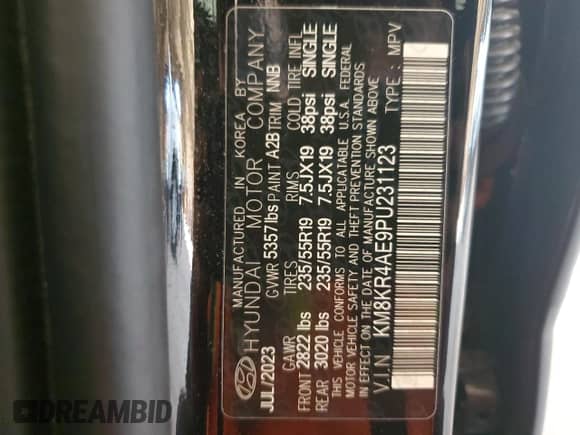 MANUFACTURED IN KOREA BY
HYUNDAI MOTOR COMPANY
JUL/2023 GVWR 5357 lbs PAINT A2B TRIM NNB
GAWR TIRES RIMS COLD TIRE INFL
FRONT 2822 lbs 235/55R19 7.5JX19 38psi SINGLE
REAR 3020 lbs 235/55R19 7.5JX19 38psi SINGLE
THIS VEHICLE CONFORMS TO ALL APPLICABLE U.S.A. FEDERAL
MOTOR VEHICLE SAFETY AND THEFT PREVENTION STANDARDS
IN EFFECT ON THE DATE OF MANUFACTURE SHOWN ABOVE
V.I.N KM8KR4AE9PU231123 TYPE : MPV
DREAMBID